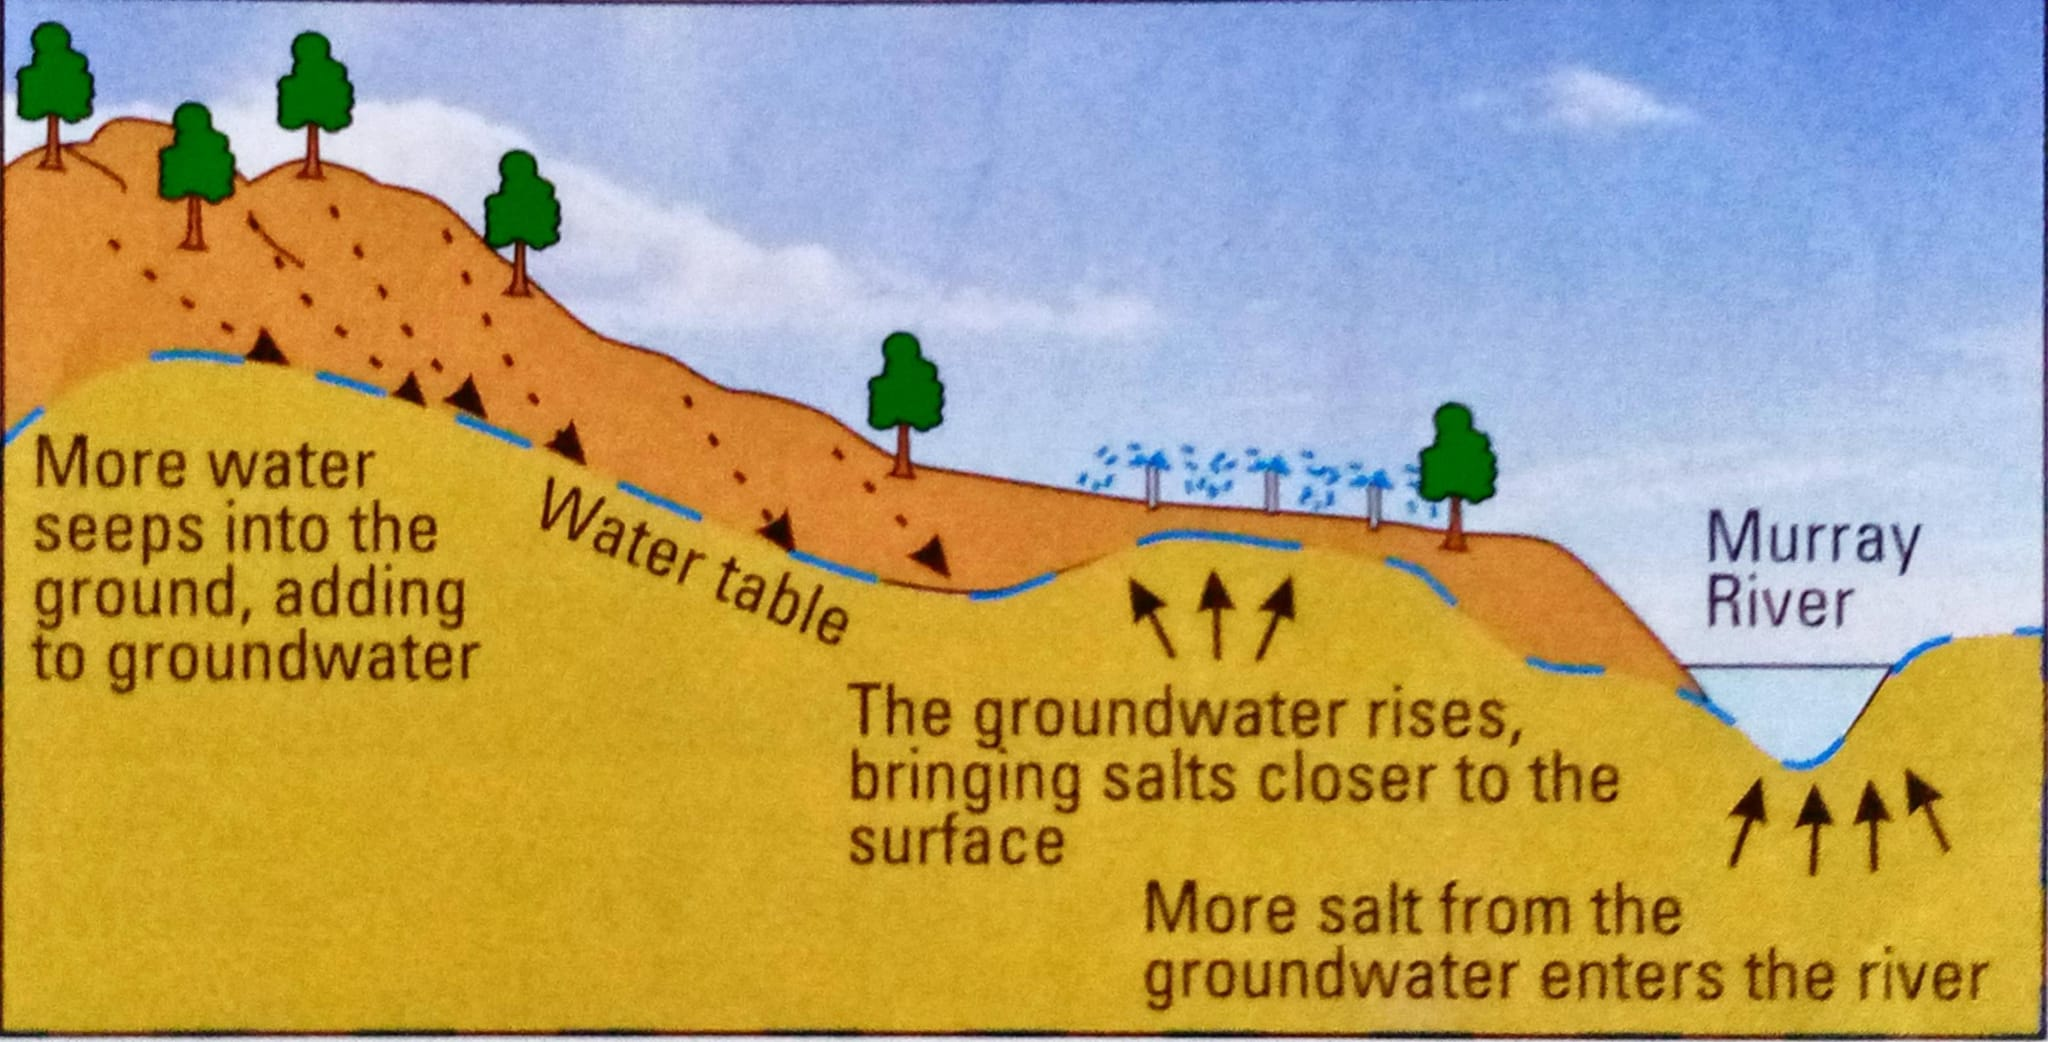 More water
seeps into the
ground, adding
to groundwater
Water table
The groundwater rises,
bringing salts closer to the
surface
Murray
River
More salt from the
groundwater enters the river